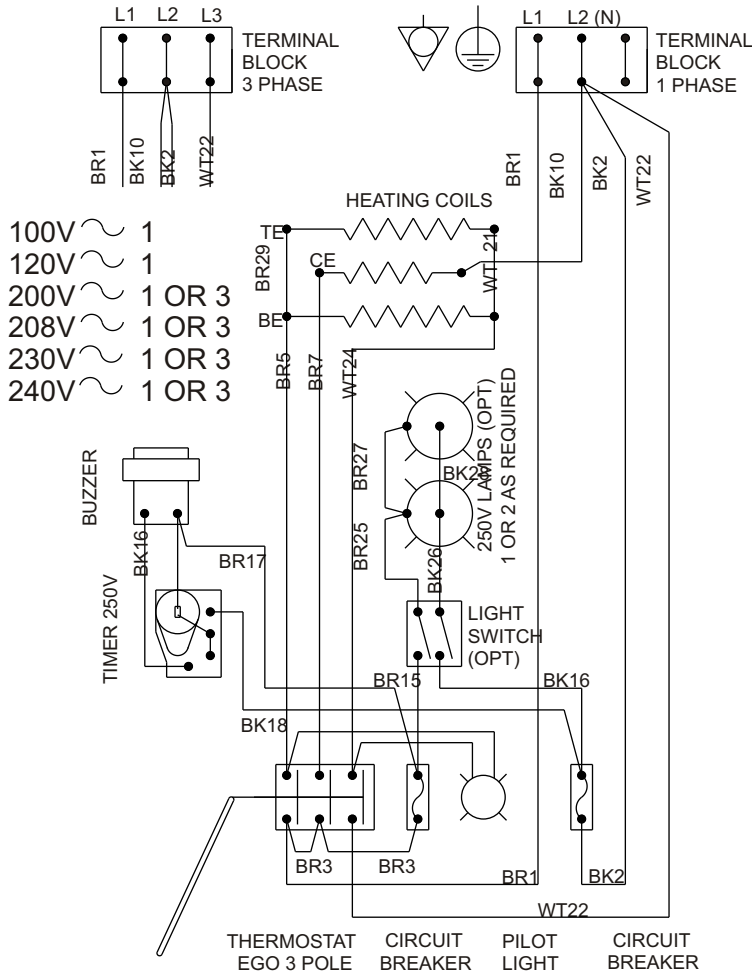 L1 L2 L3
TERMINAL
BLOCK
3 PHASE
L1 L2 (N)
TERMINAL
BLOCK
1 PHASE
BR1
BK10
BK2
WT22
BR1
BK10
BK2
WT22
HEATING COILS
TE
CE
BE
BR29
WT 21
100V 1
120V 1
200V 1 OR 3
208V 1 OR 3
230V 1 OR 3
240V 1 OR 3
BR5
BR7
WT24
BUZZER
BR27
250V LAMPS (OPT)
1 OR 2 AS REQUIRED
BK16
BR17
BR25
BK26
TIMER 250V
LIGHT
SWITCH
(OPT)
BR15
BK16
BK18
BR3
BR3
BR1
BK2
WT22
THERMOSTAT
EGO 3 POLE
CIRCUIT
BREAKER
PILOT
LIGHT
CIRCUIT
BREAKER